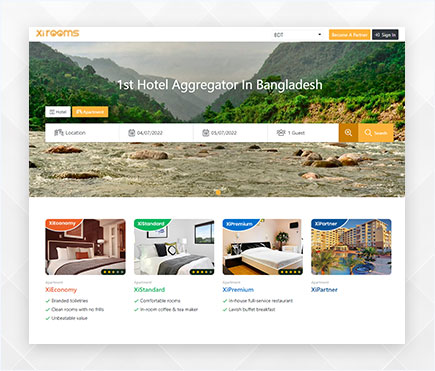 Xi rooms
BDT
Become A Partner
Sign In
1st Hotel Aggregator In Bangladesh
Hotel
Apartment
Location
04/07/2022
05/07/2022
1 Guest
Search
XiEconomy
XiStandard
XiPremium
XiPartner
Apartment
XiEconomy
Branded toiletries
Clean rooms with no frills
Unbeatable value
Apartment
XiStandard
Comfortable rooms
In-room coffee & tea maker
Apartment
XiPremium
In-house full-service restaurant
Lavish buffet breakfast
Apartment
XiPartner